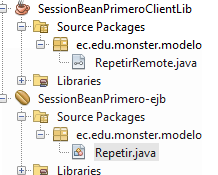 SessionBeanPrimeroClientLib
Source Packages
ec.edu.monster.modelo
RepetirRemote.java
Libraries
SessionBeanPrimero-ejb
Source Packages
ec.edu.monster.modelo
Repetir.java
Libraries